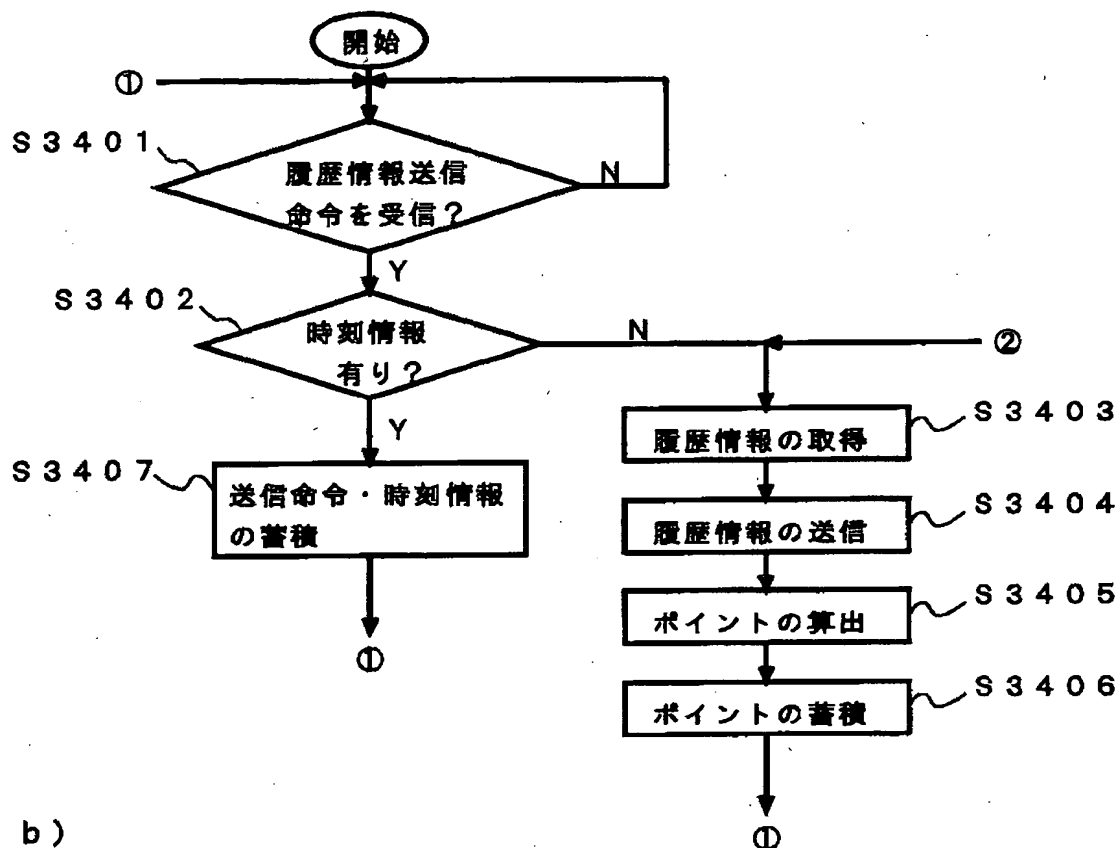 開始
①
S3401
履歴情報送信
命令を受信?
N
Y
S3402
時刻情報
有り?
N
②
Y
S3403
履歴情報の取得
S3407
送信命令・時刻情報
の蓄積
S3404
履歴情報の送信
S3405
ポイントの算出
①
S3406
ポイントの蓄積
①
b)